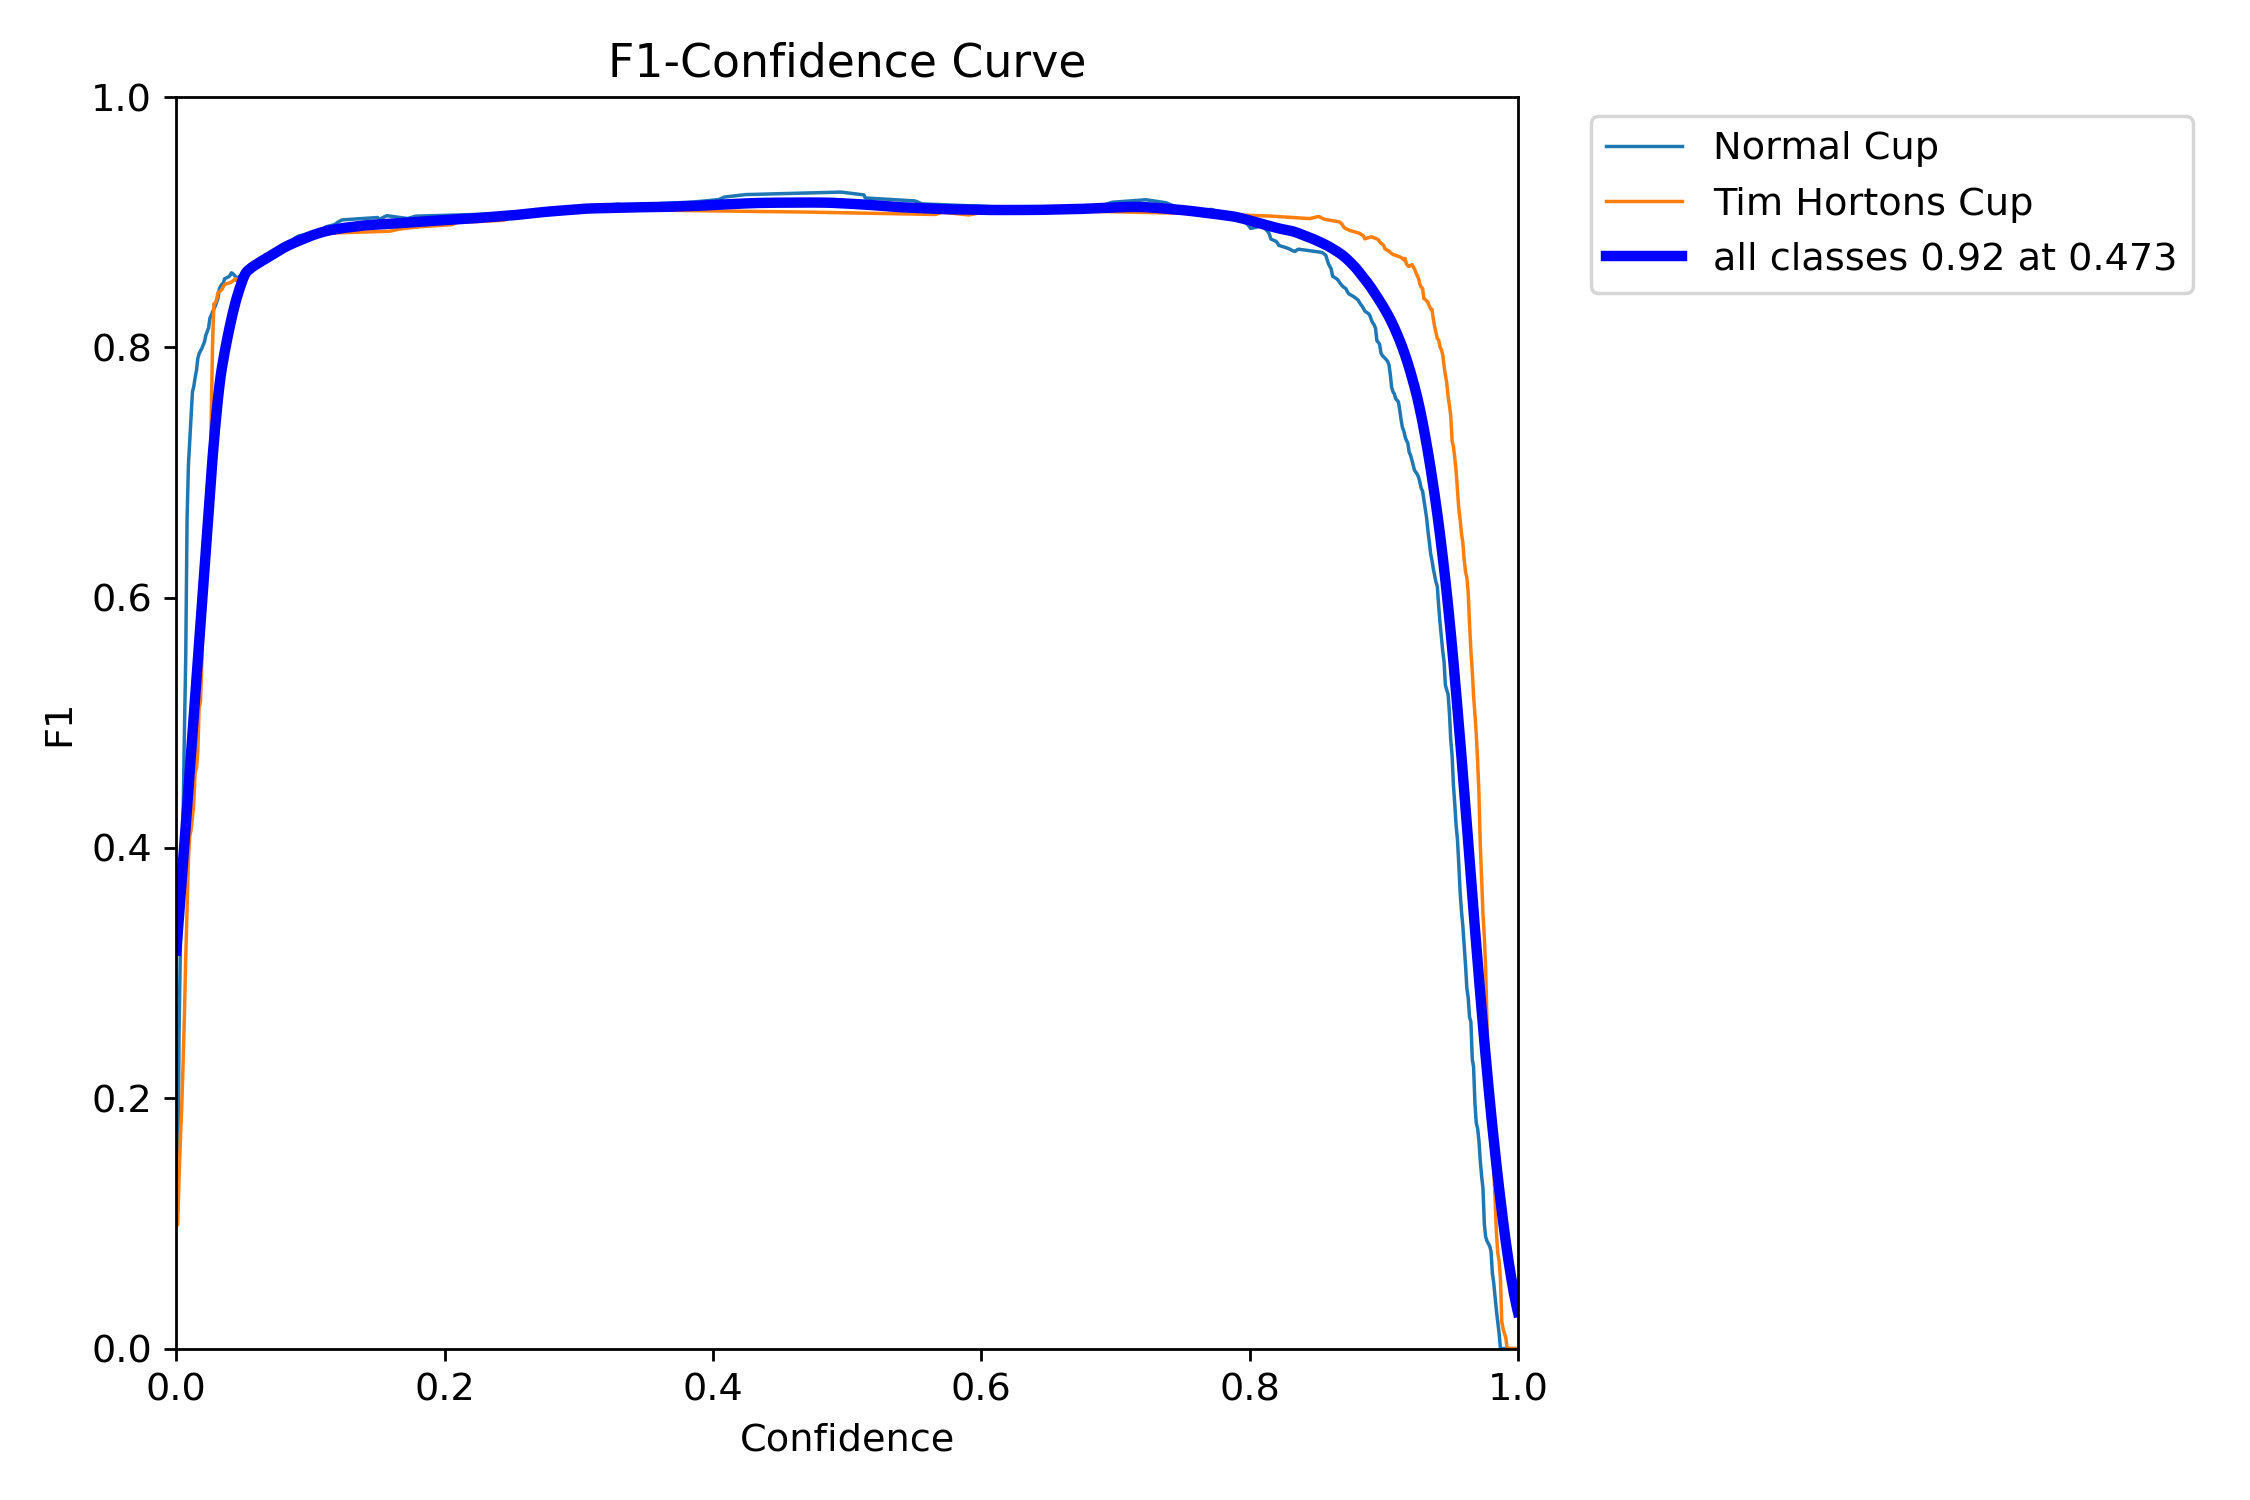 F1-Confidence Curve
1.0
0.8
0.6
0.4
0.2
0.0
F1
0.0 0.2 0.4 0.6 0.8 1.0
Confidence
Normal Cup
Tim Hortons Cup
all classes 0.92 at 0.473